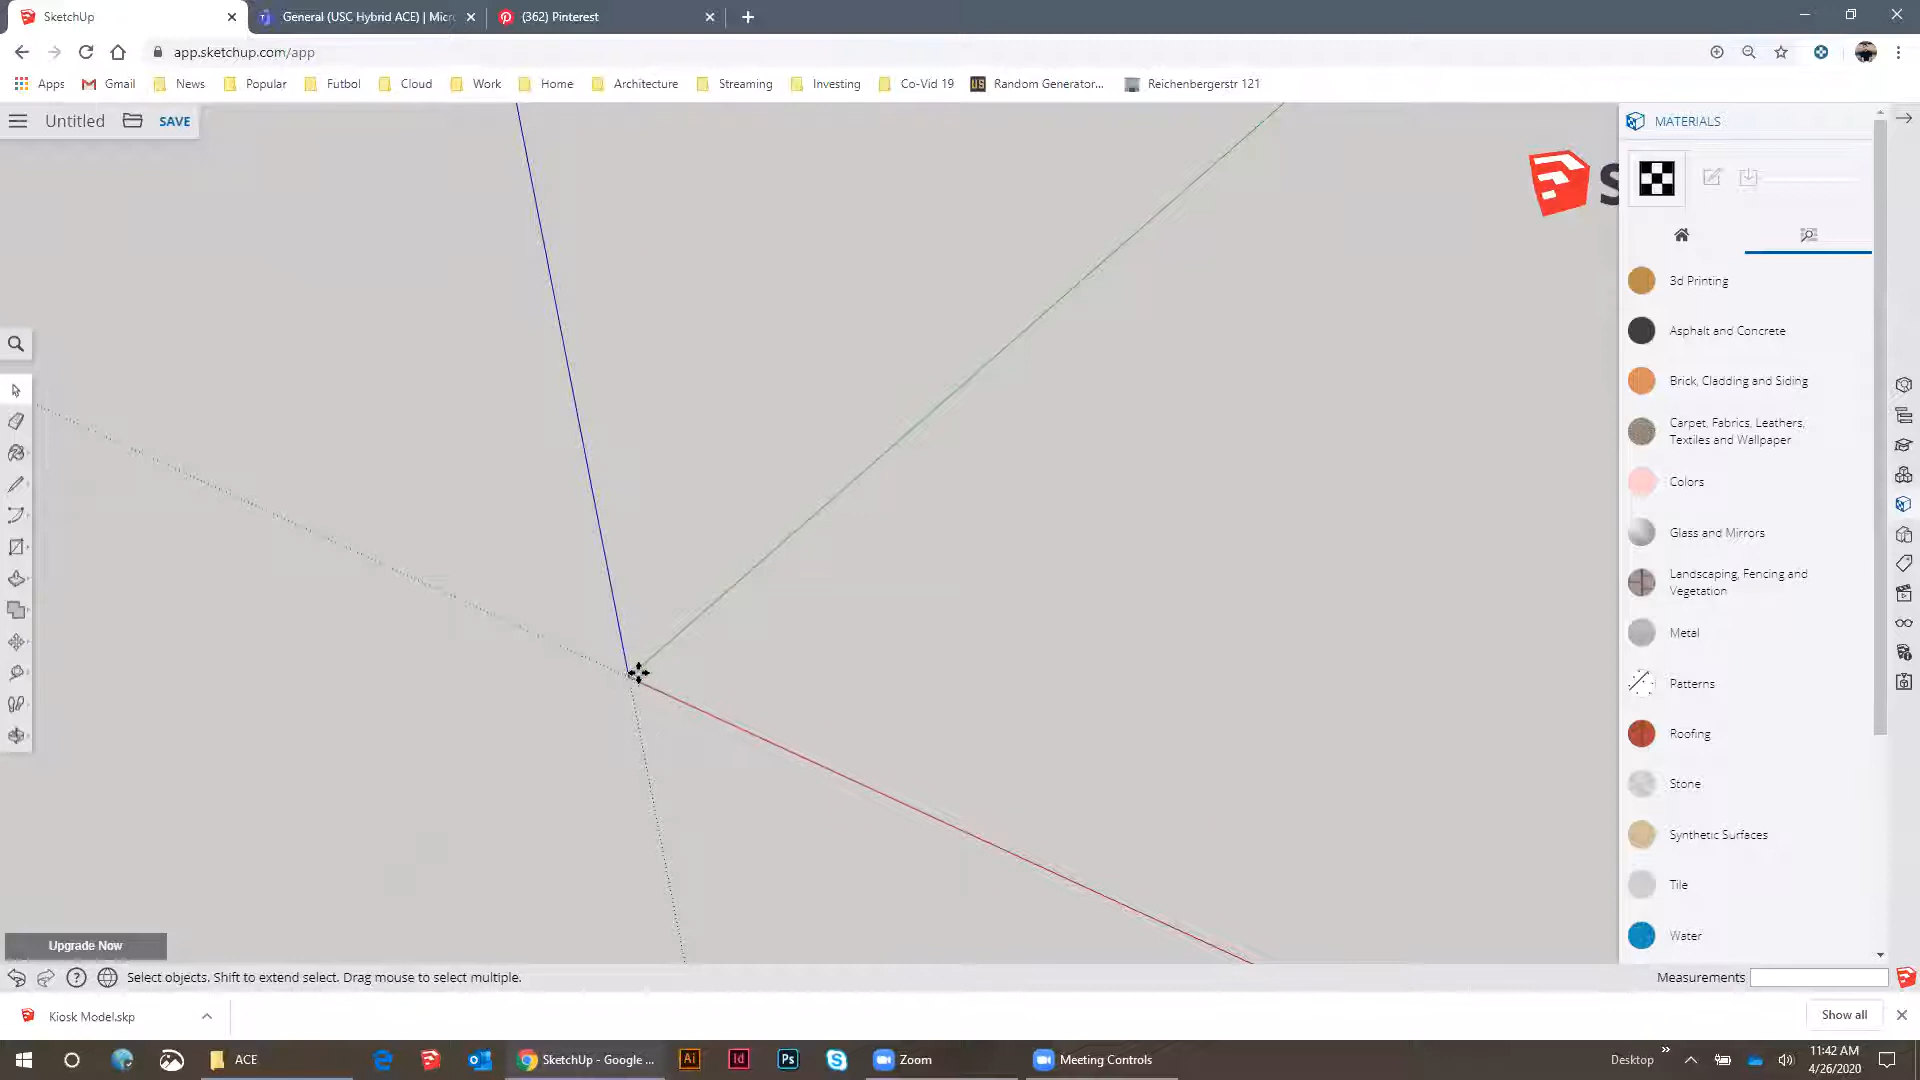 SketchUp
General (USC Hybrid ACE) | Micr
(362) Pinterest
app.sketchup.com/app
Apps
Gmail
News
Popular
Futbol
Cloud
Work
Home
Architecture
Streaming
Investing
Co-Vid 19
Random Generator...
Reichenbergerstr 121
Untitled
SAVE
MATERIALS
S
3d Printing
Asphalt and Concrete
Brick, Cladding and Siding
Carpet, Fabrics, Leathers,
Textiles and Wallpaper
Colors
Glass and Mirrors
Landscaping, Fencing and
Vegetation
Metal
Patterns
Roofing
Stone
Synthetic Surfaces
Tile
Water
Upgrade Now
Select objects. Shift to extend select. Drag mouse to select multiple.
Measurements
Kiosk Model.skp
Show all
ACE
SketchUp - Google ...
Ai
Id
Ps
Zoom
Meeting Controls
Desktop
11:42 AM
4/26/2020